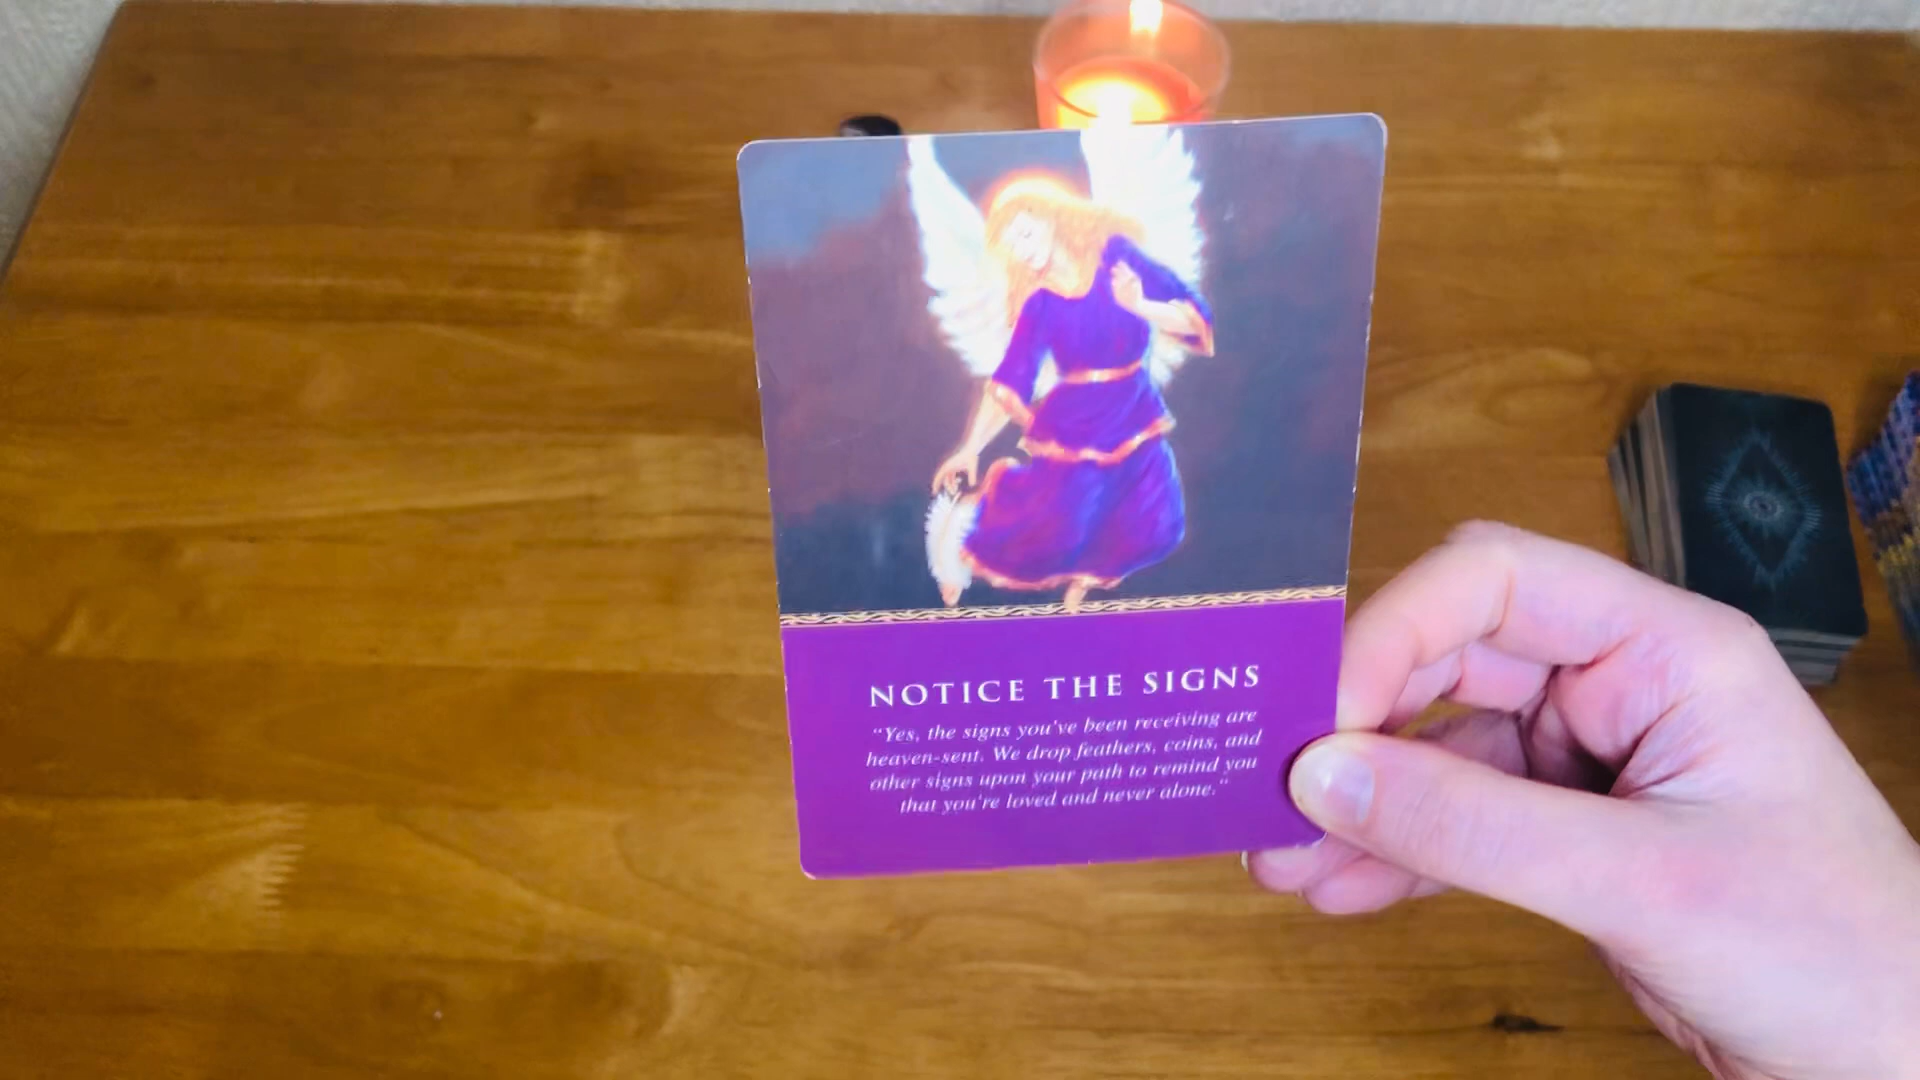 NOTICE THE SIGNS
“Yes, the signs you've been receiving are
heaven-sent. We drop feathers, coins, and
other signs upon your path to remind you
that you're loved and never alone.”